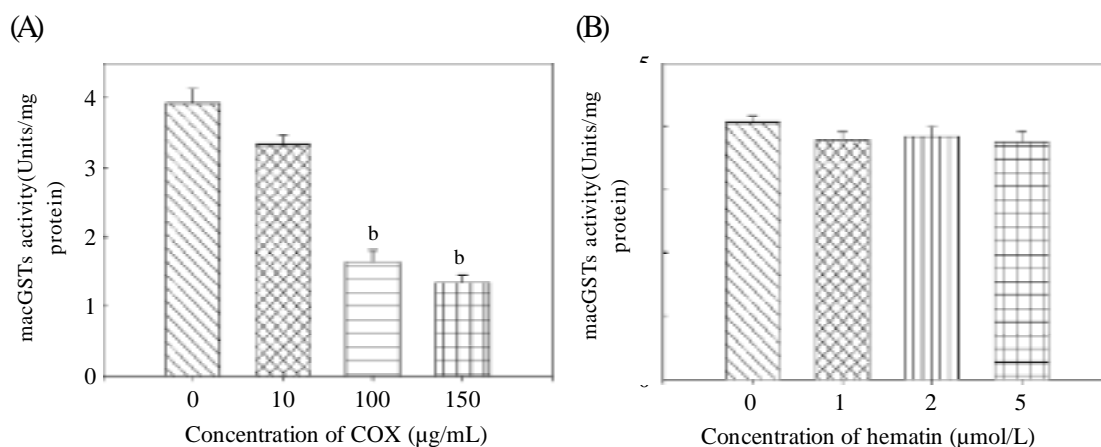 (A)
macGSTs activity(Units/mg
protein)
4
3
2
1
0
b
b
0 10 100 150
Concentration of COX (µg/mL)
(B)
macGSTs activity(Units/mg
protein)
0 1 2 5
Concentration of hematin (µmol/L)